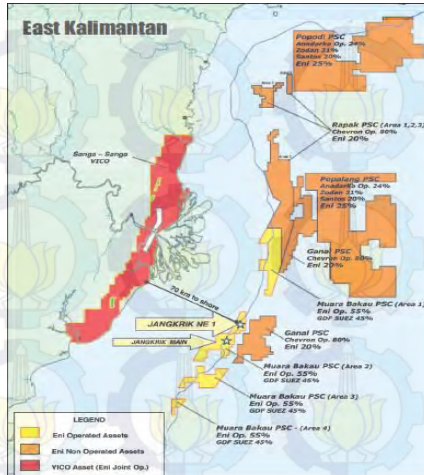 East Kalimantan
Popodi PSC
Anadarko Op. 24%
Zodan 31%
Santos 20%
Eni 25%
Rapak PSC (Area 1,2,3)
Chevron Op. 80%
Eni 20%
Sanga - Sanga
VICO
Popalang PSC
Anadarko Op. 24%
Zodan 31%
Santos 20%
Eni 25%
Ganal PSC
Chevron Op. 80%
Eni 20%
70 km to shore
Muara Bakau PSC (Area 1)
Eni Op. 55%
GDF SUEZ 45%
JANGKRIK NE 1
JANGKRIK MAIN
Ganal PSC
Chevron Op. 80%
Eni 20%
Muara Bakau PSC (Area 2)
Eni Op. 55%
GDF SUEZ 45%
Muara Bakau PSC (Area 3)
Eni Op. 55%
GDF SUEZ 45%
Muara Bakau PSC - (Area 4)
Eni Op. 55%
GDF SUEZ 45%
LEGEND
Eni Operated Assets
Eni Non Operated Assets
VICO Asset (Eni Joint Op.)